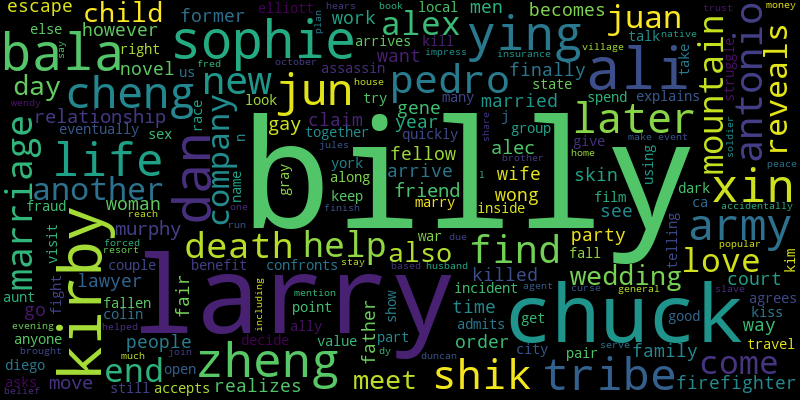 escape child former elliott work local men becomes plan book hears trust money
else however alex juan
say right arrives kill talk native
bala sophie ying mountain antonio reveals
novel us fred october assassin insurance impress village want finally ali take struggle
day cheng new jun pedro state spend explains
wendy house try many married
relationship race look gene j group later
marriage eventually sex gay claim year quickly share make event soldier
company together alec give peace
life dan n billy jules brother home using
another name gray york fellow i wife skin dark xin
fraud along arrive wong film
woman keep friend marry inside see ca accidentally
reach one run finish war due party army
visit murphy telling popular
kirby forced resort death help also find fall love kim
couple benefit confronts stay based husband killed wedding
aunt lawyer fair larry agent curse general slave court
fight fallen including mention point show incident chuck kiss
go colin ally father time good agrees
evening helped people decide value part admits get way
anyone order city pair serve family travel
diego brought much join zheng dy duncan come
end open realizes meet shik tribe firefighter
asks move still accepts
belief